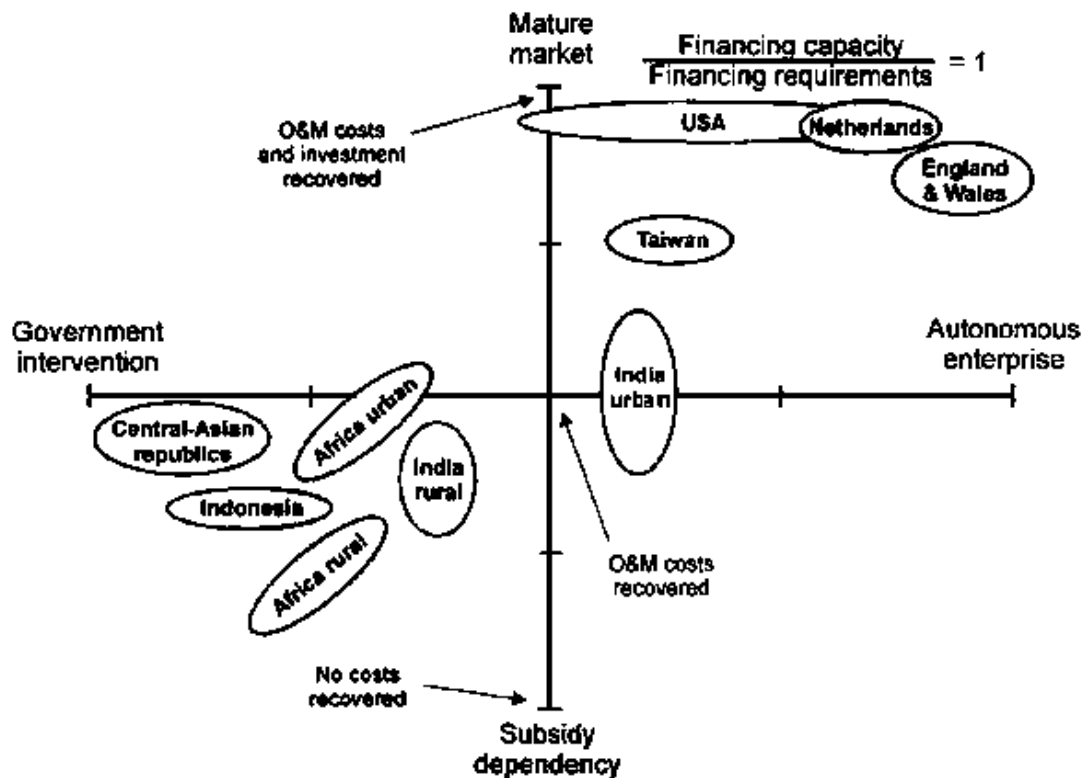 Mature
market
Financing capacity
Financing requirements
= 1
O&M costs
and investment
recovered
USA
Netherlands
England
& Wales
Taiwan
Government
intervention
Autonomous
enterprise
India
urban
Africa urban
Central-Asian
republics
India
rural
Indonesia
Africa rural
O&M costs
recovered
No costs
recovered
Subsidy
dependency